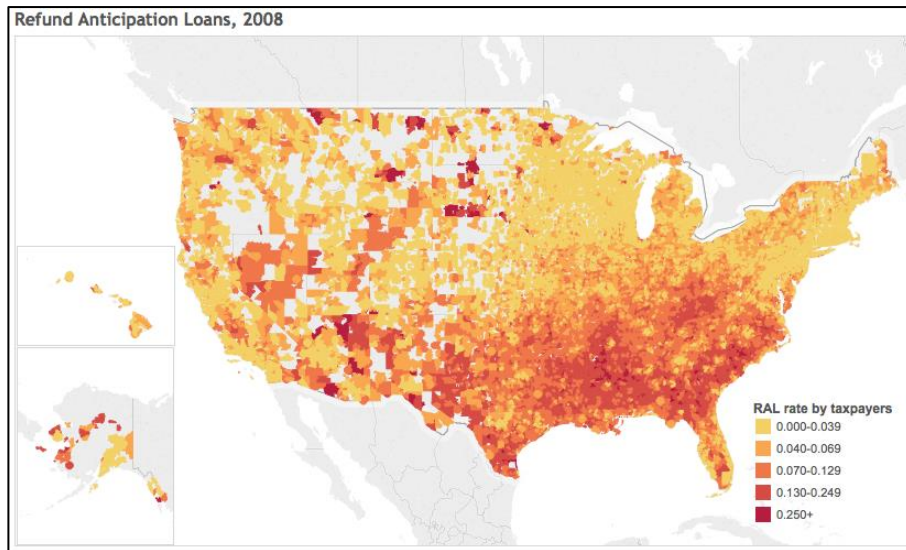 Refund Anticipation Loans, 2008
RAL rate by taxpayers
0.000-0.039
0.040-0.069
0.070-0.129
0.130-0.249
0.250+